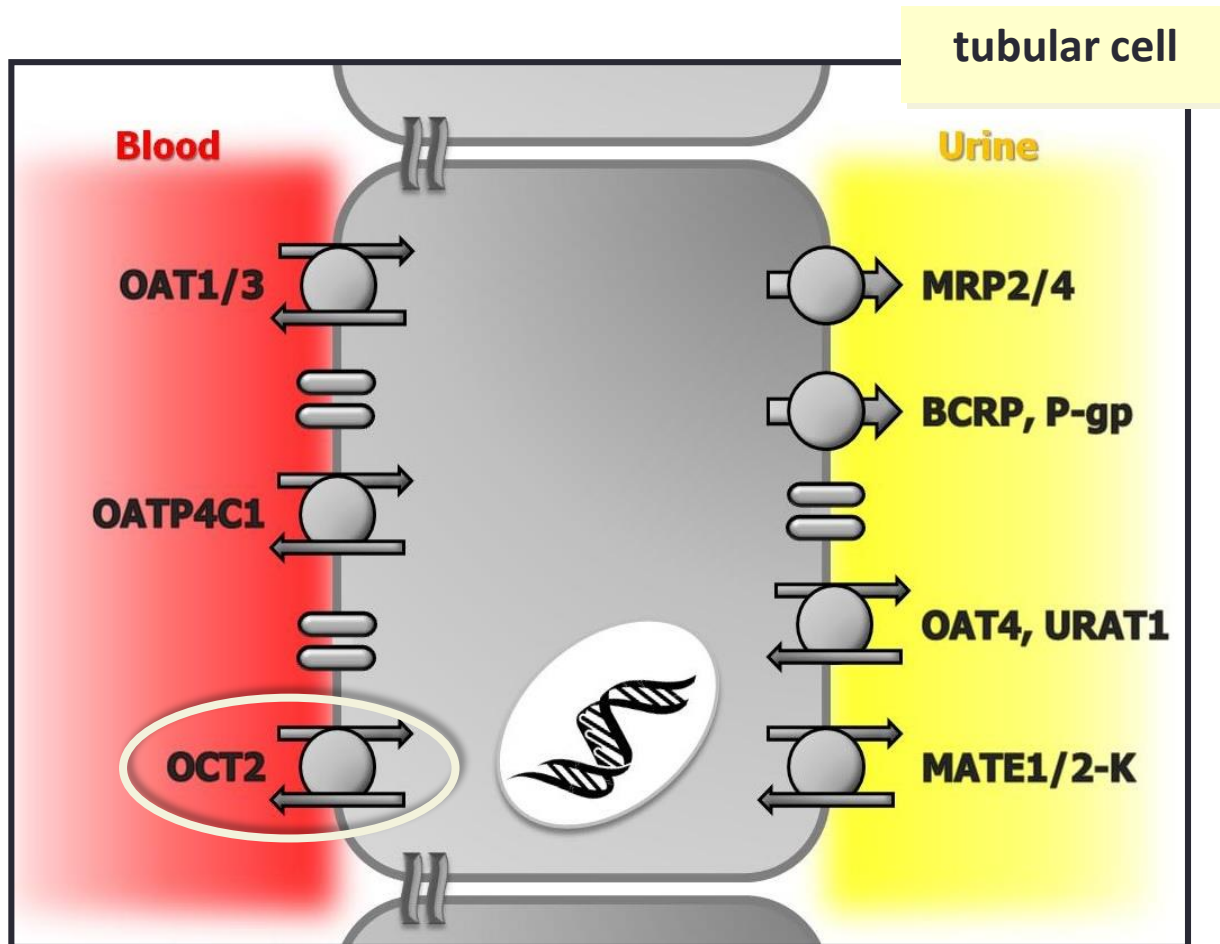 tubular cell
Blood
Urine
OAT1/3
MRP2/4
BCRP, P-gp
OATP4C1
OAT4, URAT1
OCT2
MATE1/2-K